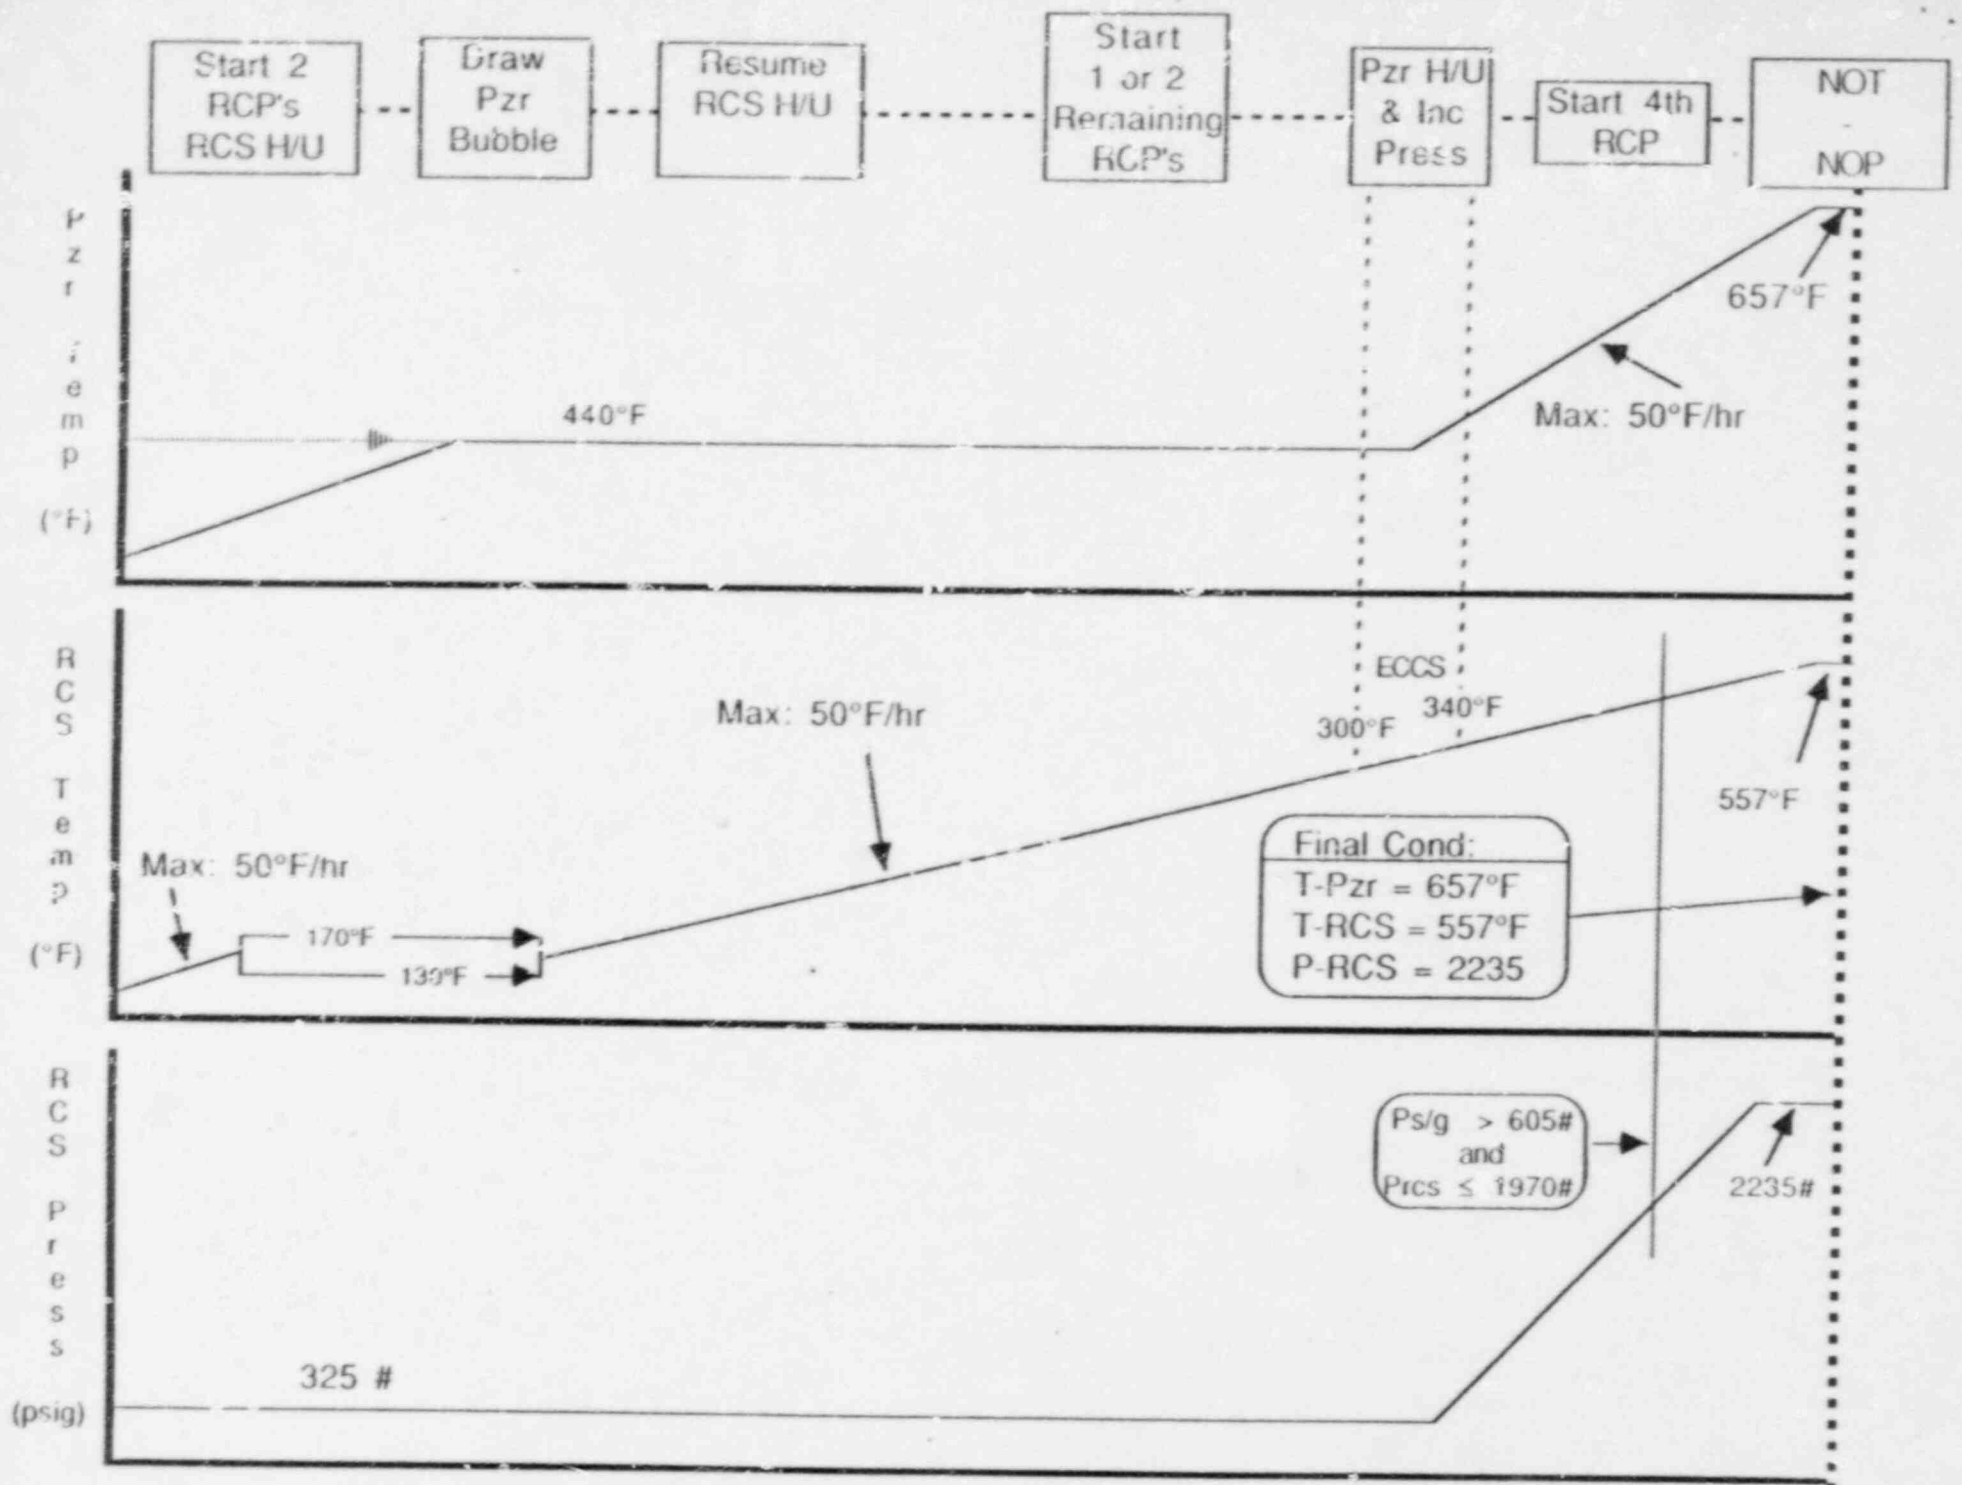 Start 2
RCP's
RCS H/U
Draw
Pzr
Bubble
Resume
RCS H/U
Start
1 or 2
Remaining
RCP's
Pzr H/U
& Inc
Press
Start 4th
RCP
NOT
-
NOP
Pzr Temp
(°F)
657°F
440°F
Max: 50°F/hr
RCS Temp
(°F)
ECCS
340°F
300°F
Max: 50°F/hr
557°F
Max: 50°F/hr
170°F
130°F
Final Cond:
T-Pzr = 657°F
T-RCS = 557°F
P-RCS = 2235
RCS Press
(psig)
Ps/g > 605#
and
Prcs ≤ 1970#
2235#
325 #